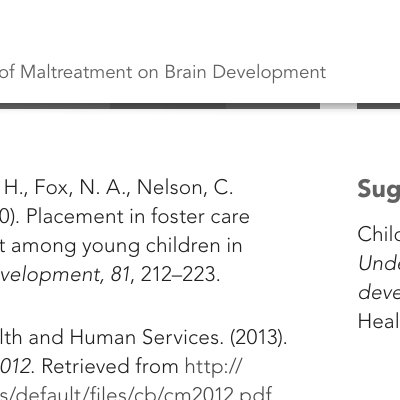 of Maltreatment on Brain Development
H., Fox, N. A., Nelson, C.
0). Placement in foster care
t among young children in
velopment, 81, 212–223.
lth and Human Services. (2013).
012. Retrieved from http://
s/default/files/cb/cm2012.pdf
Sug
Chilc
Unde
deve
Heal